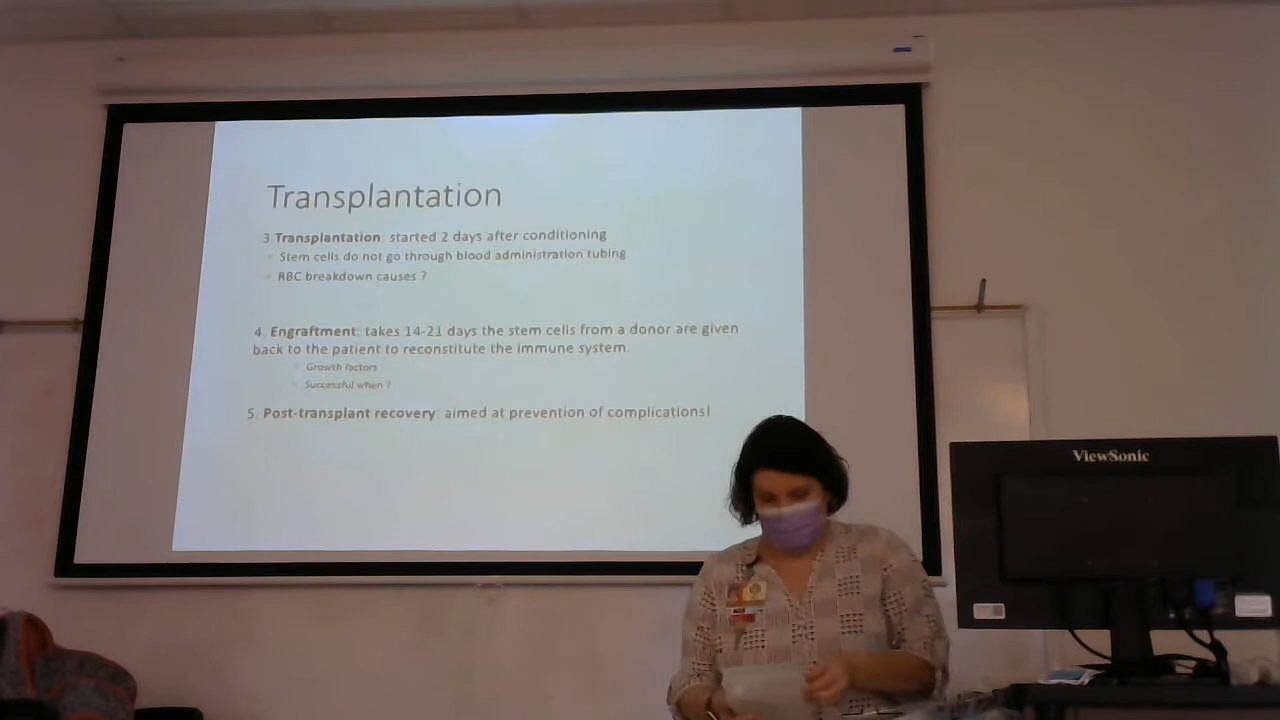 Transplantation
3 Transplantation: started 2 days after conditioning
Stem cells do not go through blood administration tubing
RBC breakdown causes ?
4. Engraftment: takes 14-21 days the stem cells from a donor are given
back to the patient to reconstitute the immune system.
Growth factors
Successful when ?
5. Post-transplant recovery: aimed at prevention of complications!
ViewSonic